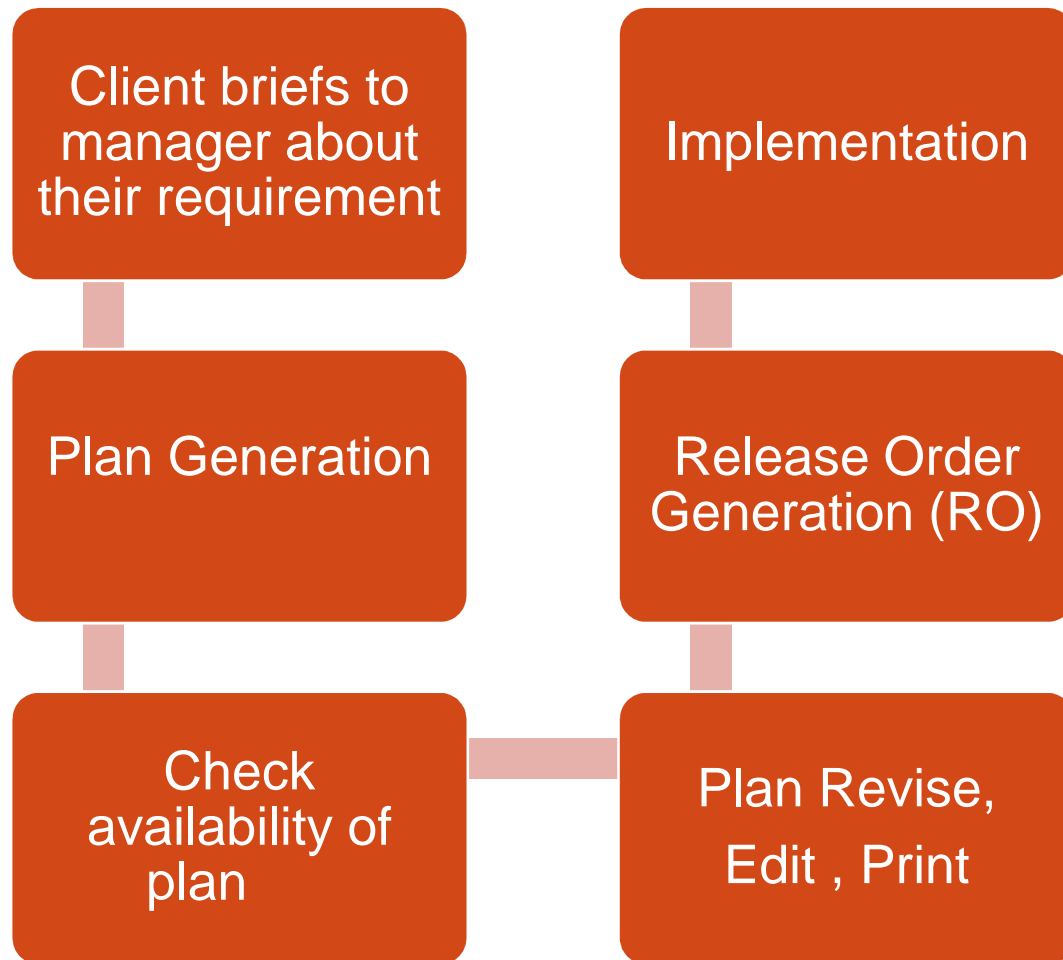 Client briefs to
manager about
their requirement
Plan Generation
Check
availability of
plan
Plan Revise,
Edit , Print
Release Order
Generation (RO)
Implementation